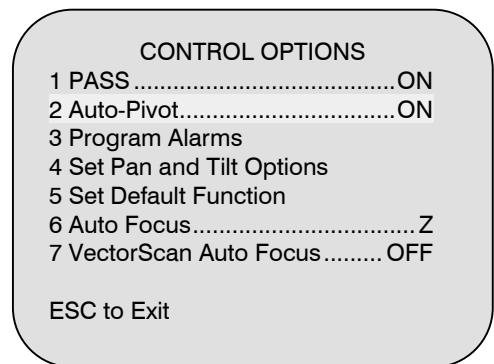 CONTROL OPTIONS
1 PASS........................................ON
2 Auto-Pivot.................................ON
3 Program Alarms
4 Set Pan and Tilt Options
5 Set Default Function
6 Auto Focus.................................. Z
7 VectorScan Auto Focus......... OFF
ESC to Exit